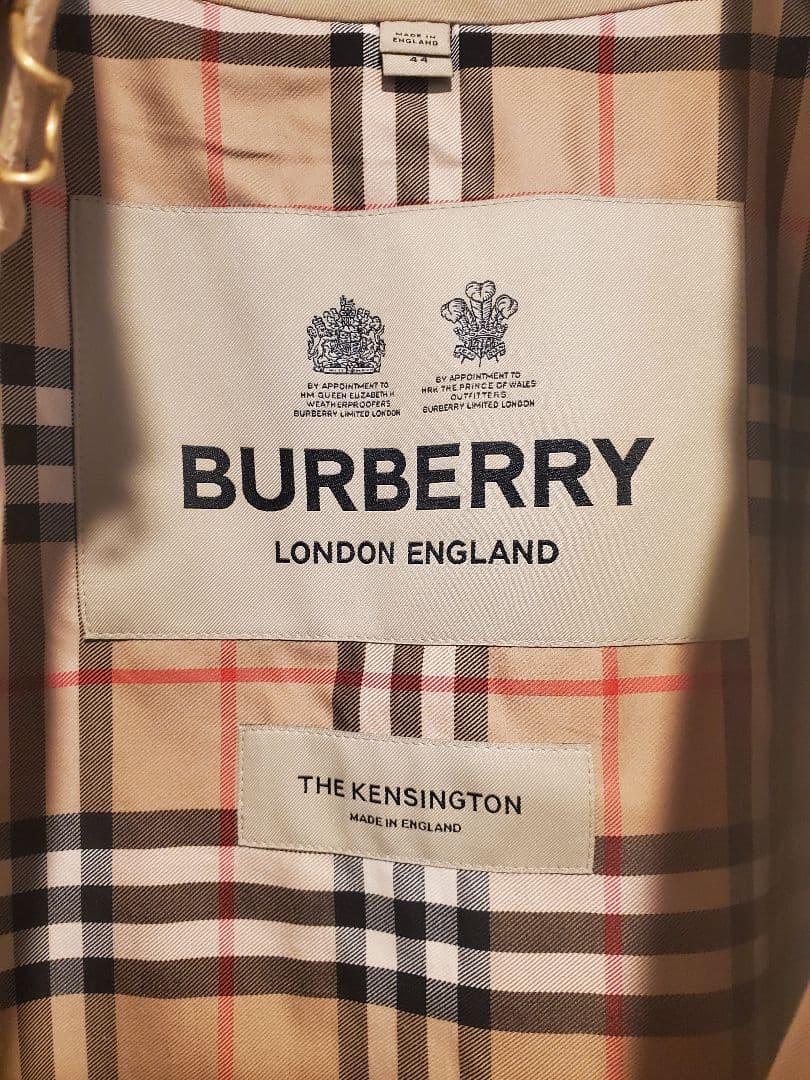 MADE IN
ENGLAND
44
BY APPOINTMENT TO
HM QUEEN ELIZABETH II
WEATHERPROOFERS
BURBERRY LIMITED LONDON
BY APPOINTMENT TO
HRH THE PRINCE OF WALES
OUTFITTERS
BURBERRY LIMITED LONDON
BURBERRY
LONDON ENGLAND
THE KENSINGTON
MADE IN ENGLAND